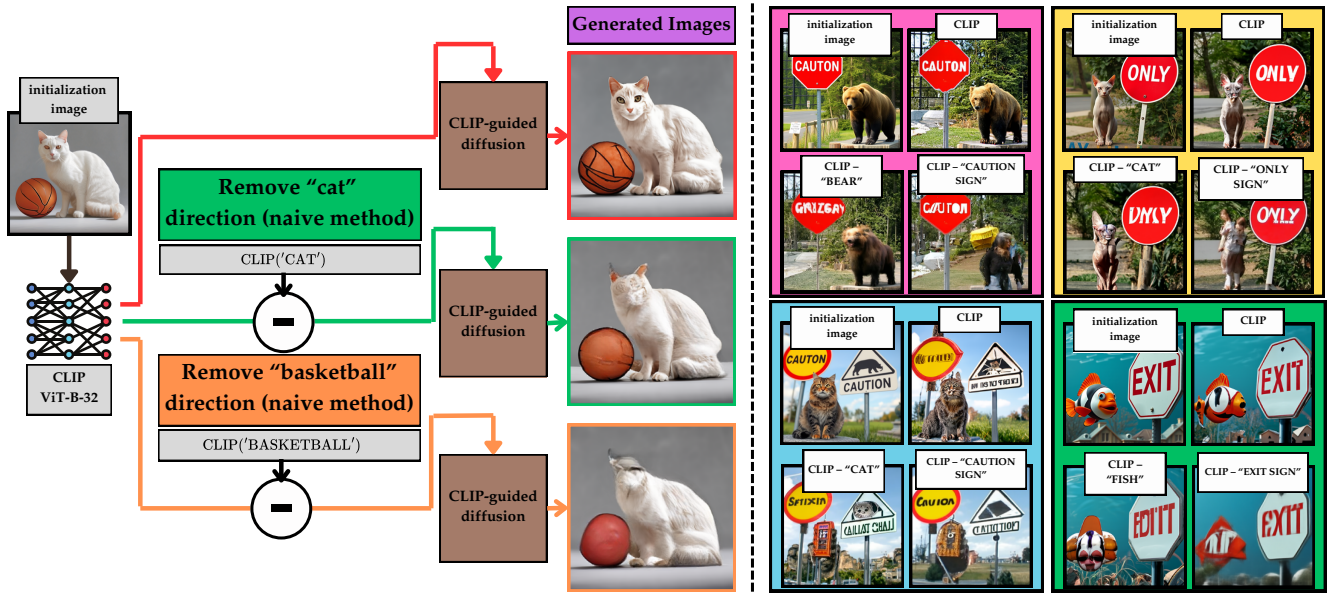 Generated Images
initialization
image
CLIP
ViT-B-32
Remove “cat”
direction (naive method)
CLIP('CAT')
Remove “basketball”
direction (naive method)
CLIP('BASKETBALL')
CLIP-guided
diffusion
CLIP-guided
diffusion
CLIP-guided
diffusion
initialization
image
CLIP
CAUTON
CAUTON
CLIP –
“BEAR”
CLIP – “CAUTION
SIGN”
initialization
image
CLIP
ONLY
ONLY
CLIP – “CAT”
CLIP – “ONLY
SIGN”
ONLY
initialization
image
CLIP
CAUTON
CAUTION
CLIP – “CAT”
CLIP – “CAUTION
SIGN”
initialization
image
CLIP
EXIT
EXIT
CLIP –
“FISH”
CLIP – “EXIT SIGN”